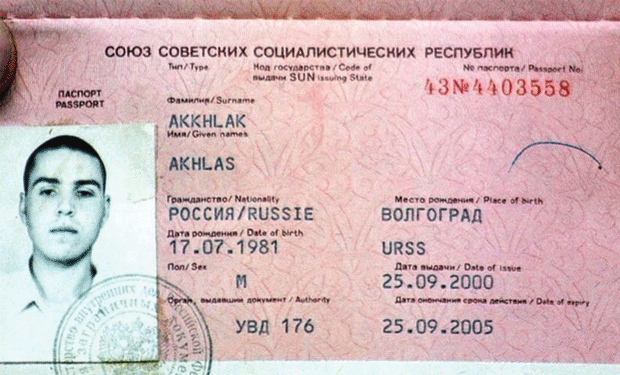 СОЮЗ СОВЕТСКИХ СОЦИАЛИСТИЧЕСКИХ РЕСПУБЛИК
Тип/Type
Код государства / Code of
выдачи SUN issuing State
№ паспорта / Passport No.
43№4403558
ПАСПОРТ
PASSPORT
Фамилия/Surname
AKKHLAK
Имя/Given names
AKHLAS
Гражданство/Nationality
РОССИЯ/RUSSIE
Место рождения / Place of birth
ВОЛГОГРАД
Дата рождения / Date of birth
17.07.1981
URSS
Пол/Sex
М
Дата выдачи/ Date of issue
25.09.2000
Орган, выдавший документ / Authority
УВД 176
Дата окончания срока действия / Date of expiry
25.09.2005